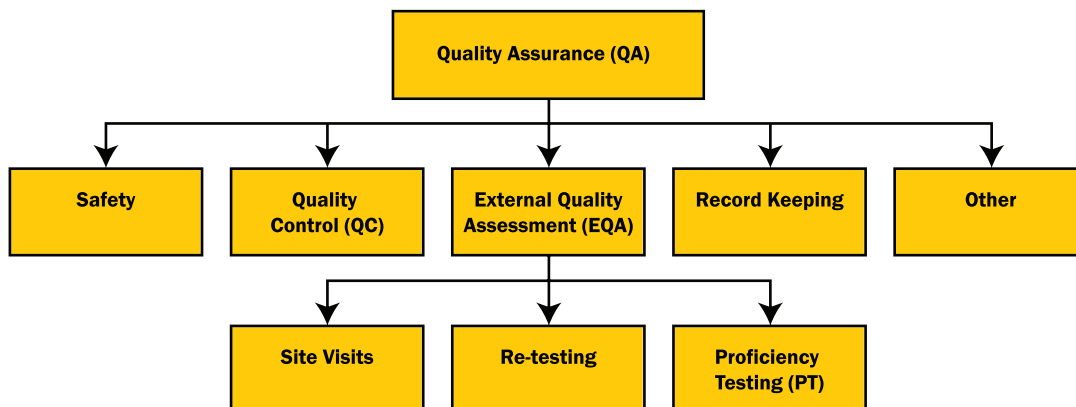 Quality Assurance (QA)
Safety
Quality
Control (QC)
External Quality
Assessment (EQA)
Record Keeping
Other
Site Visits
Re-testing
Proficiency
Testing (PT)